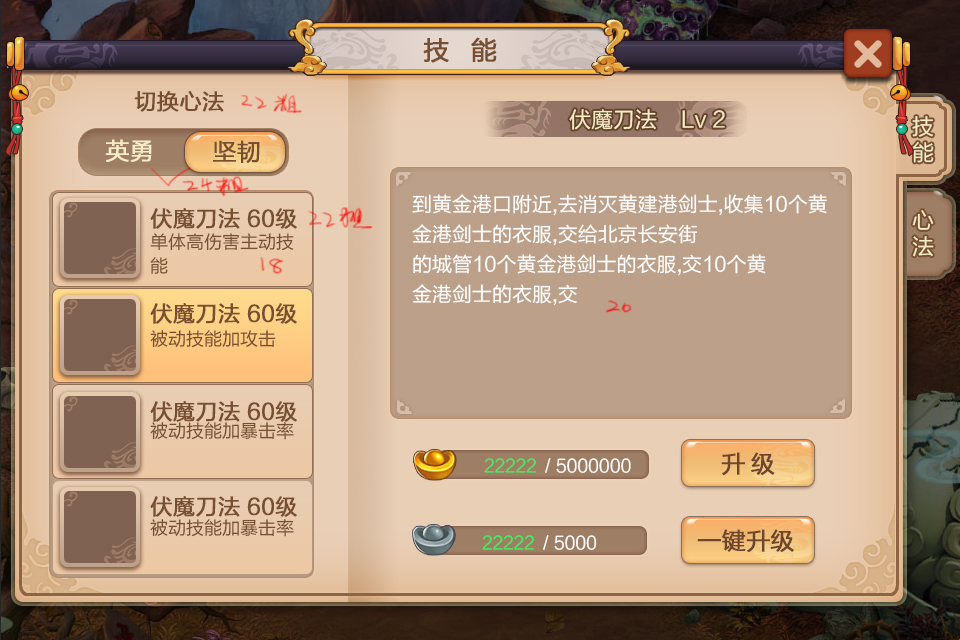 技 能
切换心法 22粗
英勇 坚韧
24粗
伏魔刀法 60级 22粗
单体高伤害主动技
能 18
伏魔刀法 60级
被动技能加攻击
伏魔刀法 60级
被动技能加暴击率
伏魔刀法 60级
被动技能加暴击率
伏魔刀法 Lv 2
到黄金港口附近,去消灭黄建港剑士,收集10个黄
金港剑士的衣服,交给北京长安街
的城管10个黄金港剑士的衣服,交10个黄
金港剑士的衣服,交
20
22222 / 5000000
升 级
22222 / 5000
一键升级
技能
心法